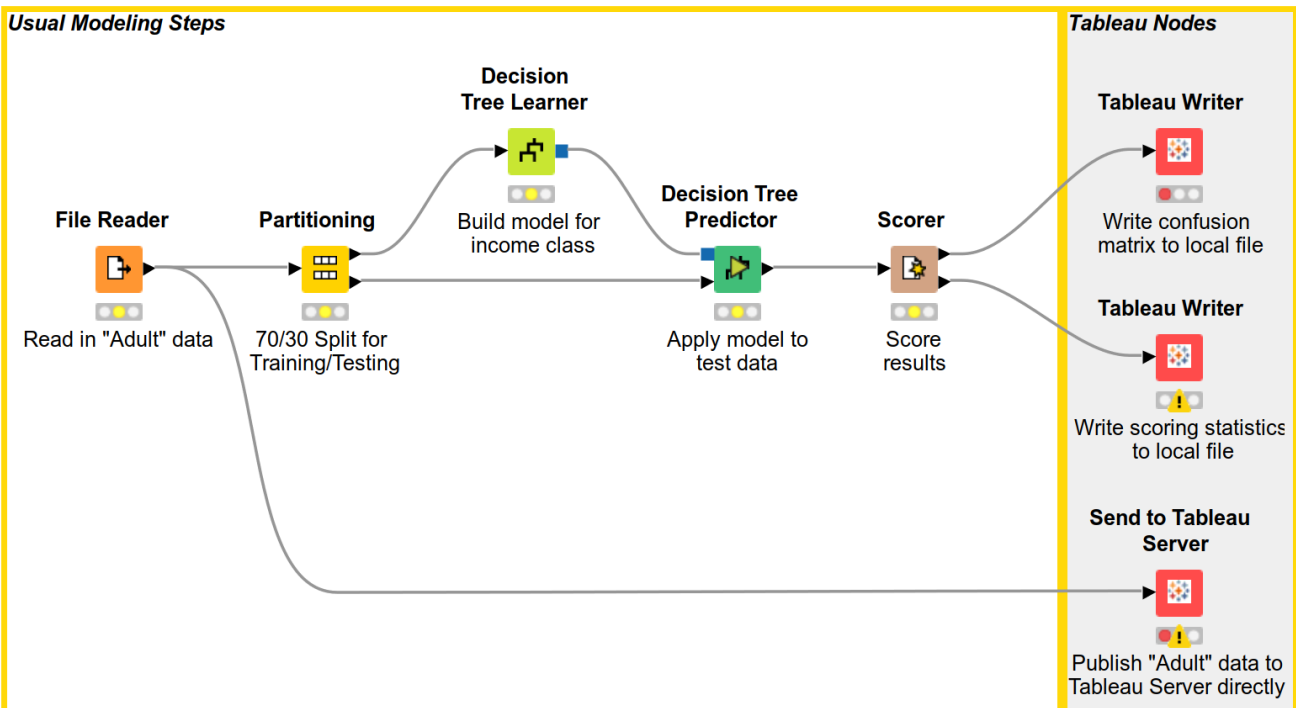 Usual Modeling Steps
Tableau Nodes
Decision
Tree Learner
Build model for
income class
File Reader
Read in "Adult" data
Partitioning
70/30 Split for
Training/Testing
Decision Tree
Predictor
Apply model to
test data
Scorer
Score
results
Tableau Writer
Write confusion
matrix to local file
Tableau Writer
Write scoring statistics
to local file
Send to Tableau
Server
Publish "Adult" data to
Tableau Server directly